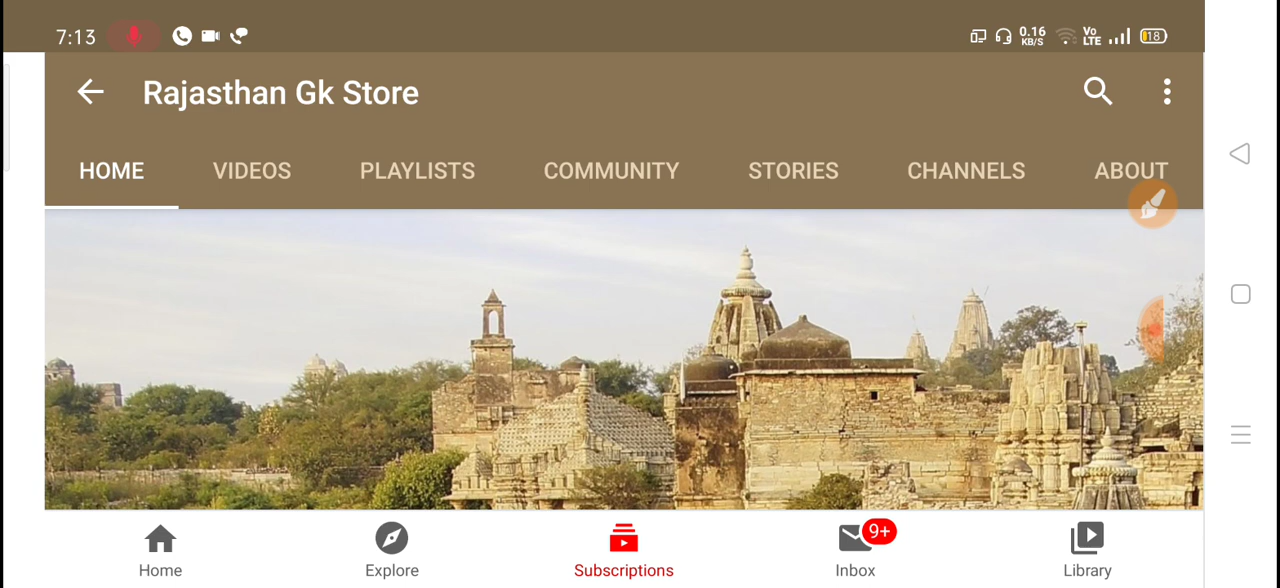 7:13
0.16
KB/S
Vo
LTE
18
Rajasthan Gk Store
HOME VIDEOS PLAYLISTS COMMUNITY STORIES CHANNELS ABOUT
9+
Home Explore Subscriptions Inbox Library